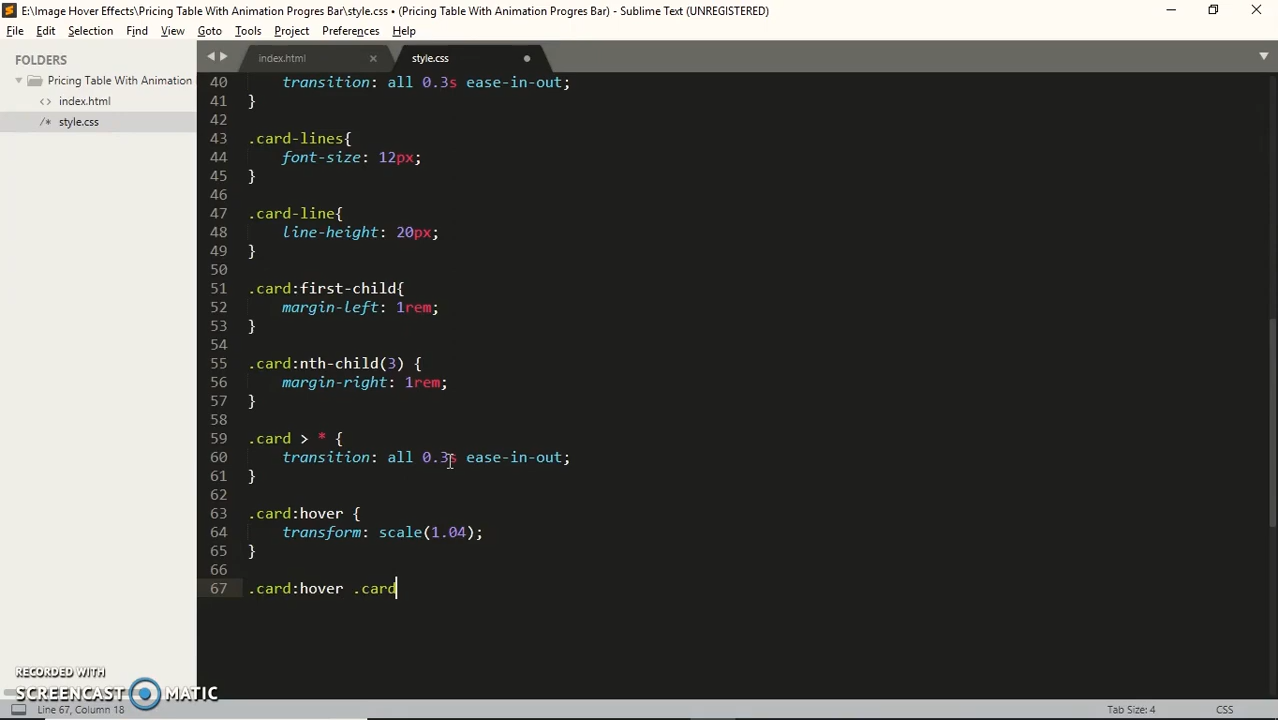 E:\Image Hover Effects\Pricing Table With Animation Progres Bar\style.css • (Pricing Table With Animation Progres Bar) - Sublime Text (UNREGISTERED)
File Edit Selection Find View Goto Tools Project Preferences Help
FOLDERS
Pricing Table With Animation
<> index.html
/* style.css
index.html
style.css
40 transition: all 0.3s ease-in-out;
41 }
42
43 .card-lines{
44 font-size: 12px;
45 }
46
47 .card-line{
48 line-height: 20px;
49 }
50
51 .card:first-child{
52 margin-left: 1rem;
53 }
54
55 .card:nth-child(3) {
56 margin-right: 1rem;
57 }
58
59 .card > * {
60 transition: all 0.3s ease-in-out;
61 }
62
63 .card:hover {
64 transform: scale(1.04);
65 }
66
67 .card:hover .card
RECORDED WITH
SCREENCAST MATIC
Line 67, Column 18
Tab Size: 4
CSS